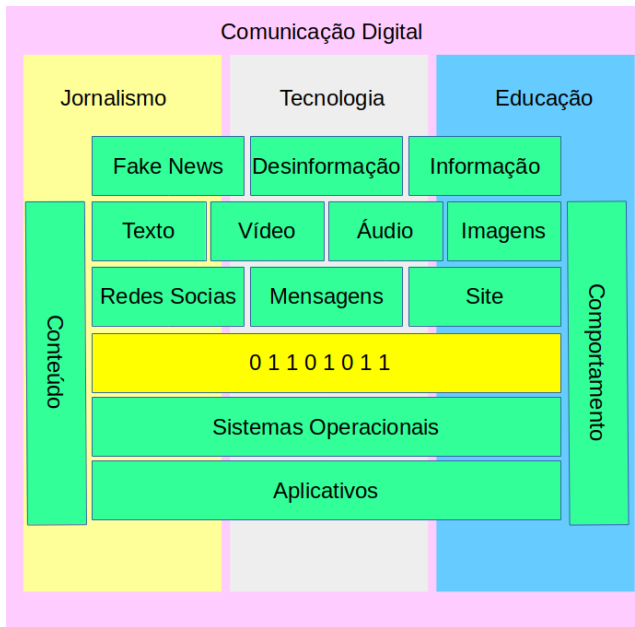 Comunicação Digital
Jornalismo
Tecnologia
Educação
Fake News
Desinformação
Informação
Texto
Vídeo
Áudio
Imagens
Redes Socias
Mensagens
Site
Conteúdo
Comportamento
0 1 1 0 1 0 1 1
Sistemas Operacionais
Aplicativos